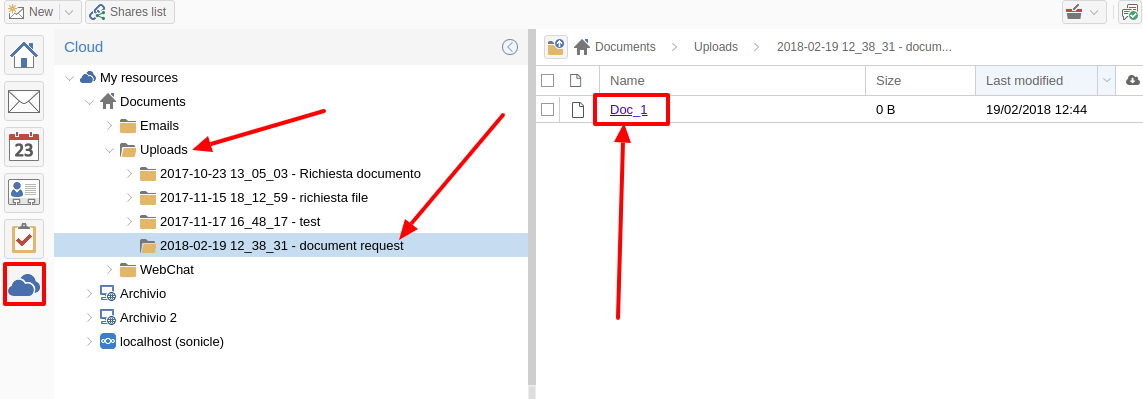 New
Shares list
Cloud
Documents
Uploads
2018-02-19 12_38_31 - docum...
My resources
Documents
Emails
Uploads
2017-10-23 13_05_03 - Richiesta documento
2017-11-15 18_12_59 - richiesta file
2017-11-17 16_48_17 - test
2018-02-19 12_38_31 - document request
WebChat
Archivio
Archivio 2
localhost (sonicle)
23
Name
Size
Last modified
Doc_1
0 B
19/02/2018 12:44